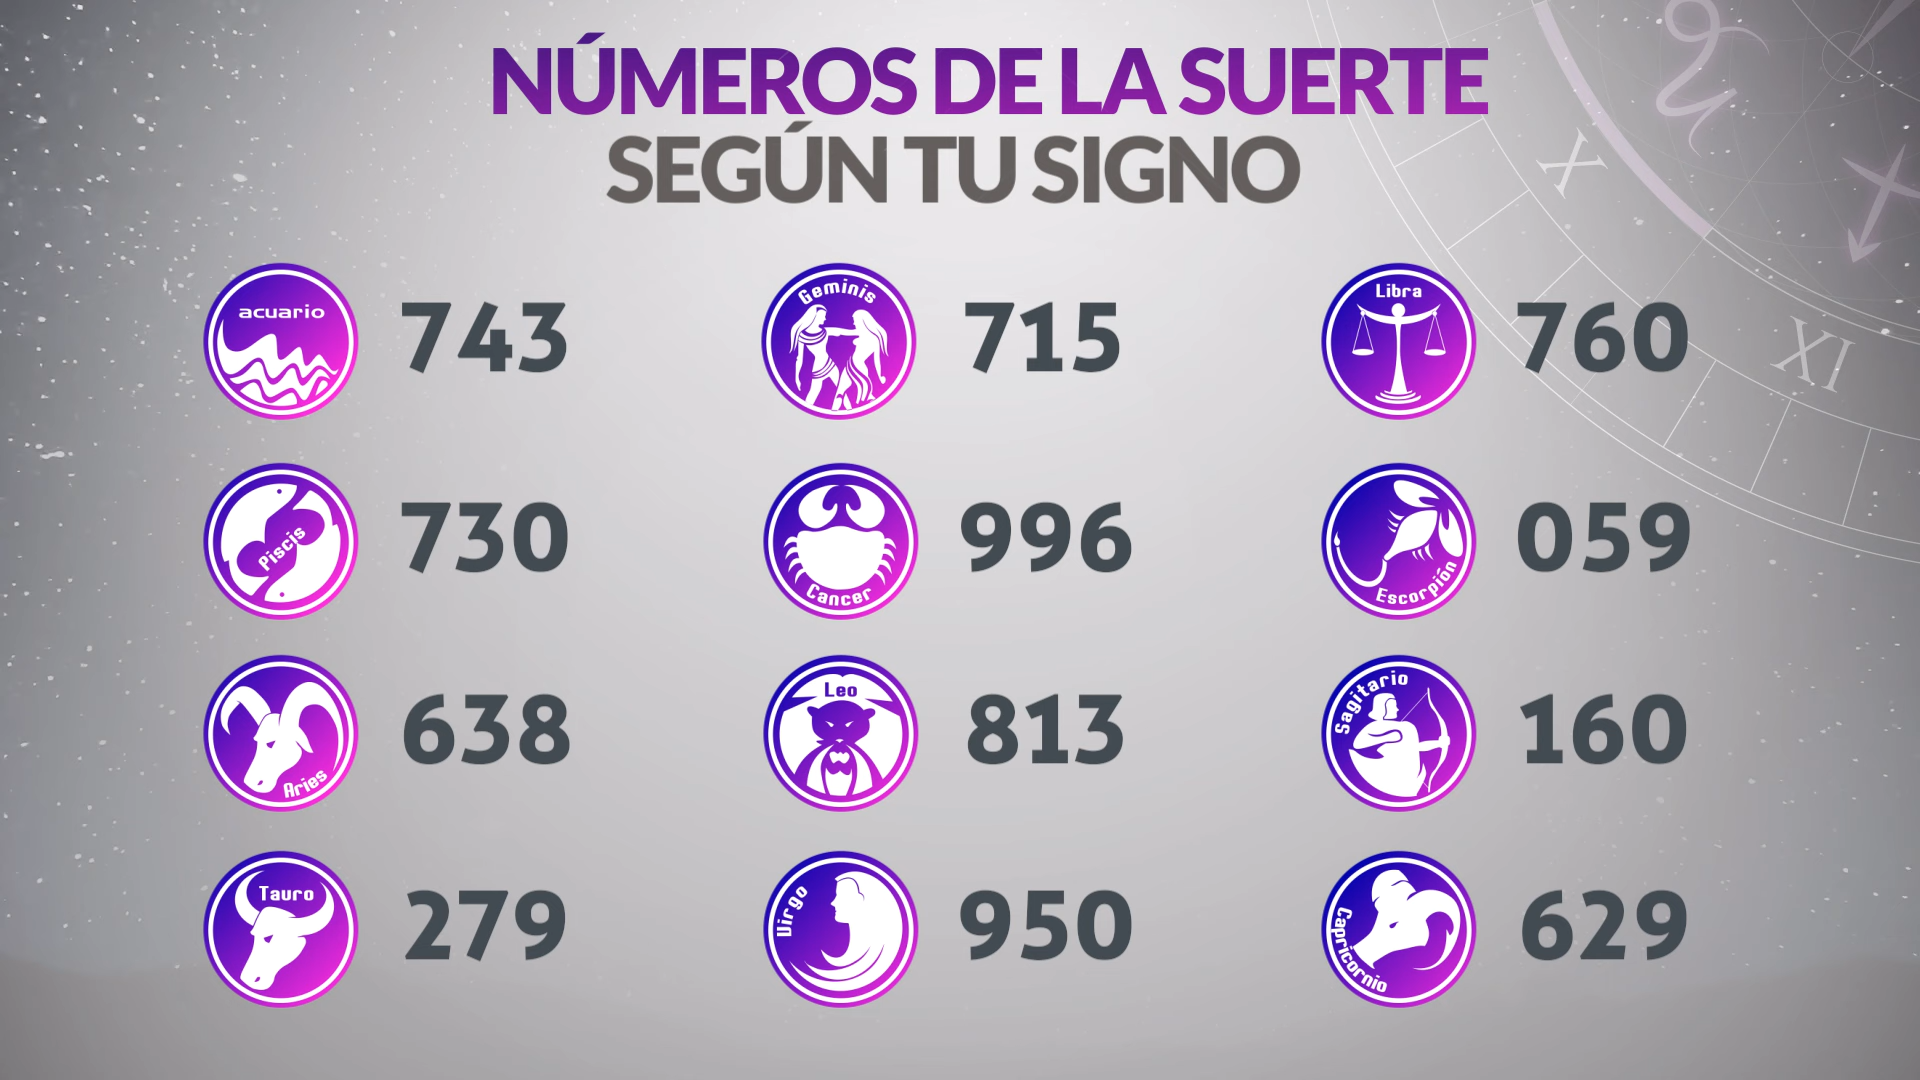 NÚMEROS DE LA SUERTE
SEGÚN TU SIGNO
acuario 743
Geminis 715
Libra 760
Piscis 730
Cancer 996
Escorpión 059
Aries 638
Leo 813
Sagitario 160
Tauro 279
Virgo 950
Capricornio 629
X
XI